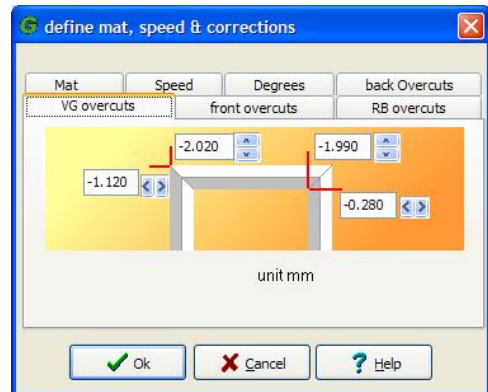 define mat, speed & corrections
Mat Speed Degrees back Overcuts
VG overcuts front overcuts RB overcuts
-2.020 -1.990
-1.120
-0.280
unit mm
Ok Cancel Help